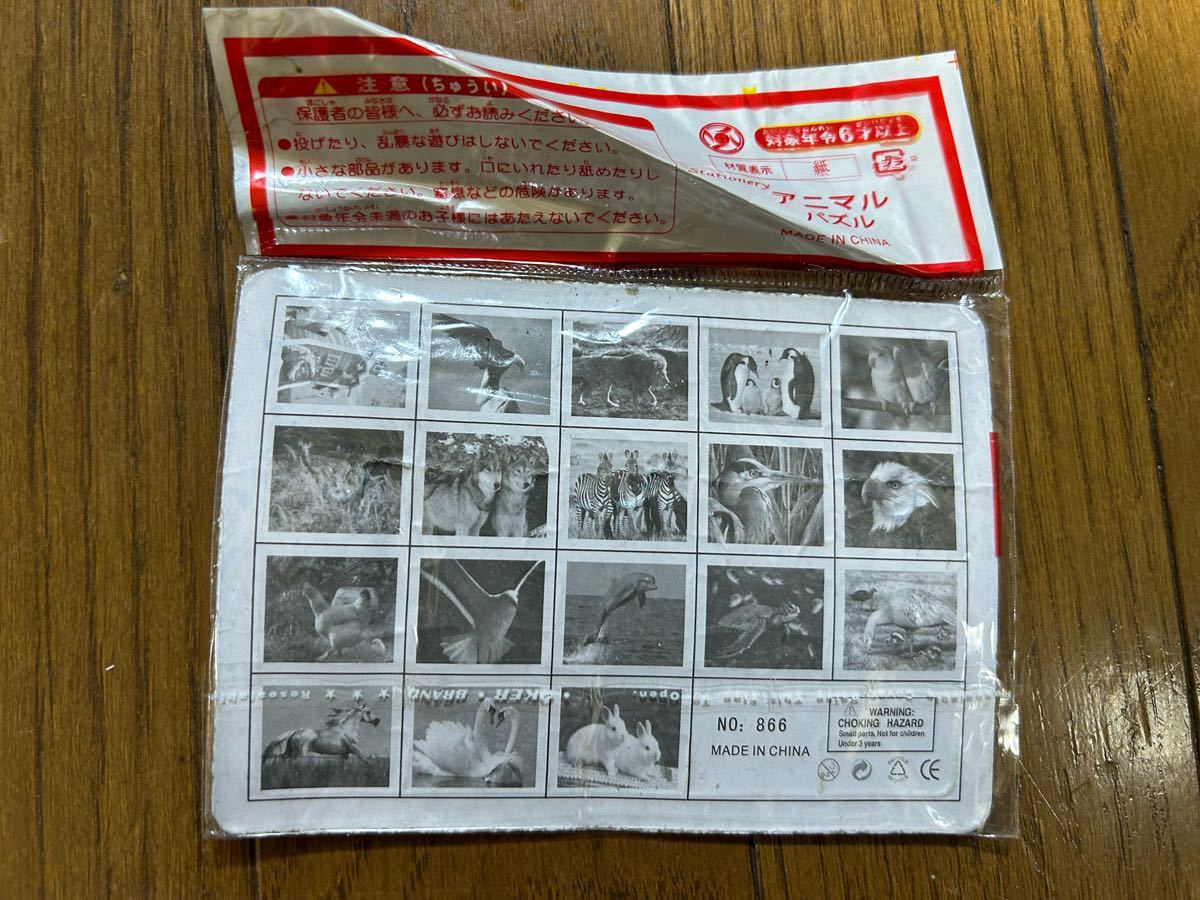 注意(ちゅうい)
保護者の皆様へ、必ずお読みください。
●投げたり、乱暴な遊びはしないでください。
●小さな部品があります。口にいれたり舐めたりし
ないでください。窒息などの危険があります。
●対象年令未満のお子様にはあたえないでください。
対象年令6才以上
材質表示 紙
Stationery
アニマル
パズル
MADE IN CHINA
NO: 866
MADE IN CHINA
WARNING:
CHOKING HAZARD
Small parts, Not for children
Under 3 years
0-3
CE